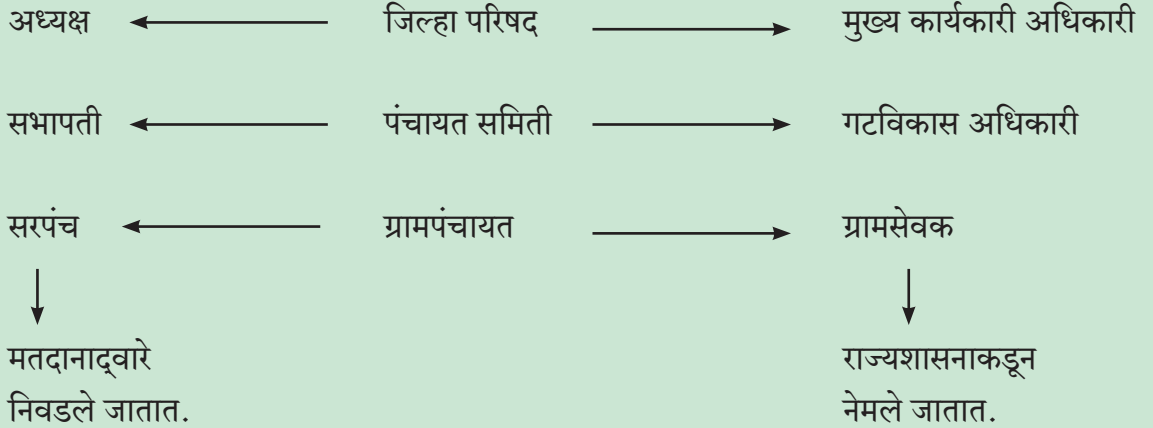 अध्यक्ष जिल्हा परिषद मुख्य कार्यकारी अधिकारी
सभापती पंचायत समिती गटविकास अधिकारी
सरपंच ग्रामपंचायत ग्रामसेवक
मतदानाद्‌वारे राज्यशासनाकडून
निवडले जातात. नेमले जातात.